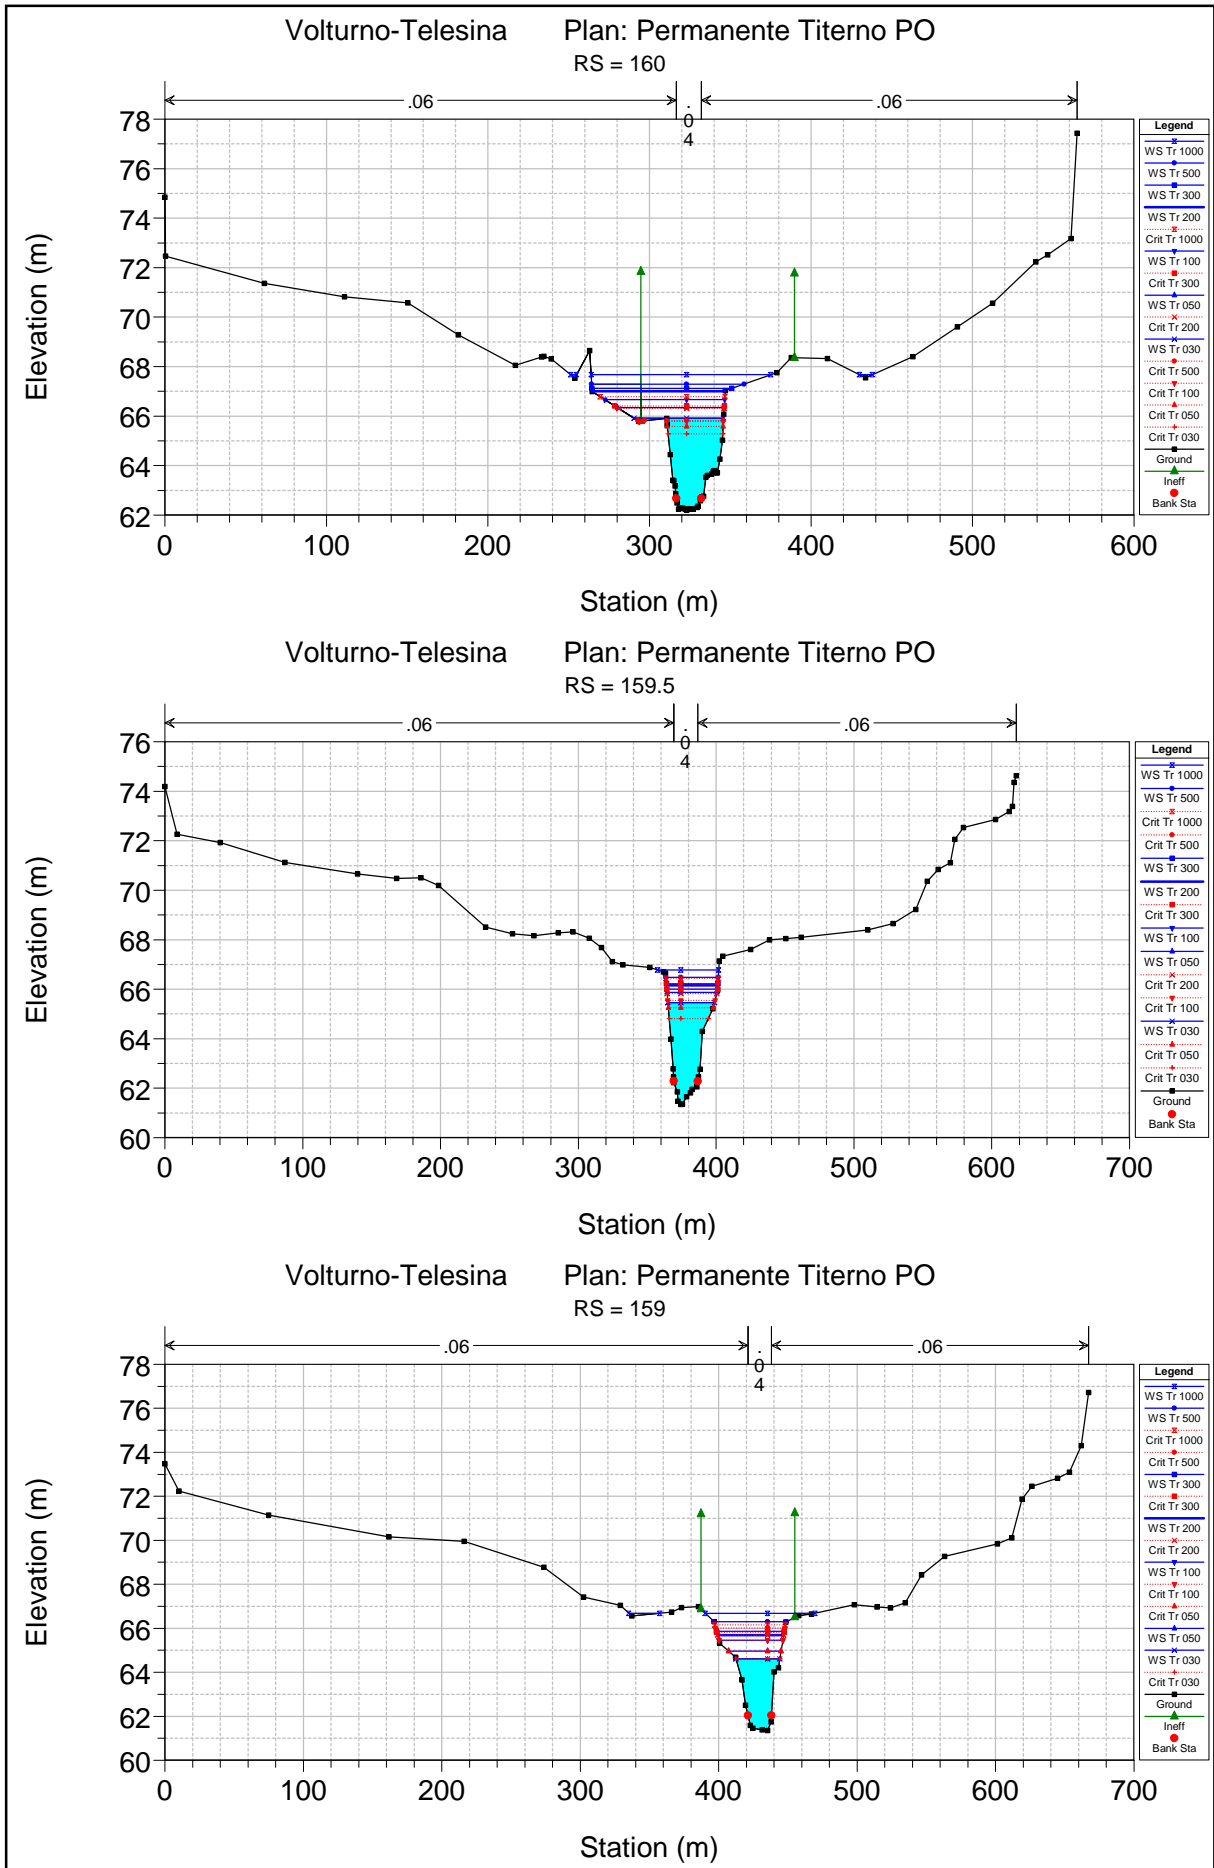 Volturno-Telesina Plan: Permanente Titerno PO
RS = 160
.06 .04 .06
Elevation (m)
78
76
74
72
70
68
66
64
62
0 100 200 300 400 500 600
Station (m)
Legend
WS Tr 1000
WS Tr 500
WS Tr 300
WS Tr 200
Crit Tr 1000
WS Tr 100
Crit Tr 300
WS Tr 050
Crit Tr 200
WS Tr 030
Crit Tr 500
Crit Tr 100
Crit Tr 050
Crit Tr 030
Ground
Ineff
Bank Sta
Volturno-Telesina Plan: Permanente Titerno PO
RS = 159.5
.06 .04 .06
Elevation (m)
76
74
72
70
68
66
64
62
60
0 100 200 300 400 500 600 700
Station (m)
Legend
WS Tr 1000
WS Tr 500
Crit Tr 1000
Crit Tr 500
WS Tr 300
WS Tr 200
Crit Tr 300
WS Tr 100
WS Tr 050
Crit Tr 200
Crit Tr 100
WS Tr 030
Crit Tr 050
Crit Tr 030
Ground
Bank Sta
Volturno-Telesina Plan: Permanente Titerno PO
RS = 159
.06 .04 .06
Elevation (m)
78
76
74
72
70
68
66
64
62
60
0 100 200 300 400 500 600 700
Station (m)
Legend
WS Tr 1000
WS Tr 500
Crit Tr 1000
Crit Tr 500
WS Tr 300
Crit Tr 300
WS Tr 200
Crit Tr 200
WS Tr 100
Crit Tr 100
Crit Tr 050
WS Tr 050
WS Tr 030
Crit Tr 030
Ground
Ineff
Bank Sta